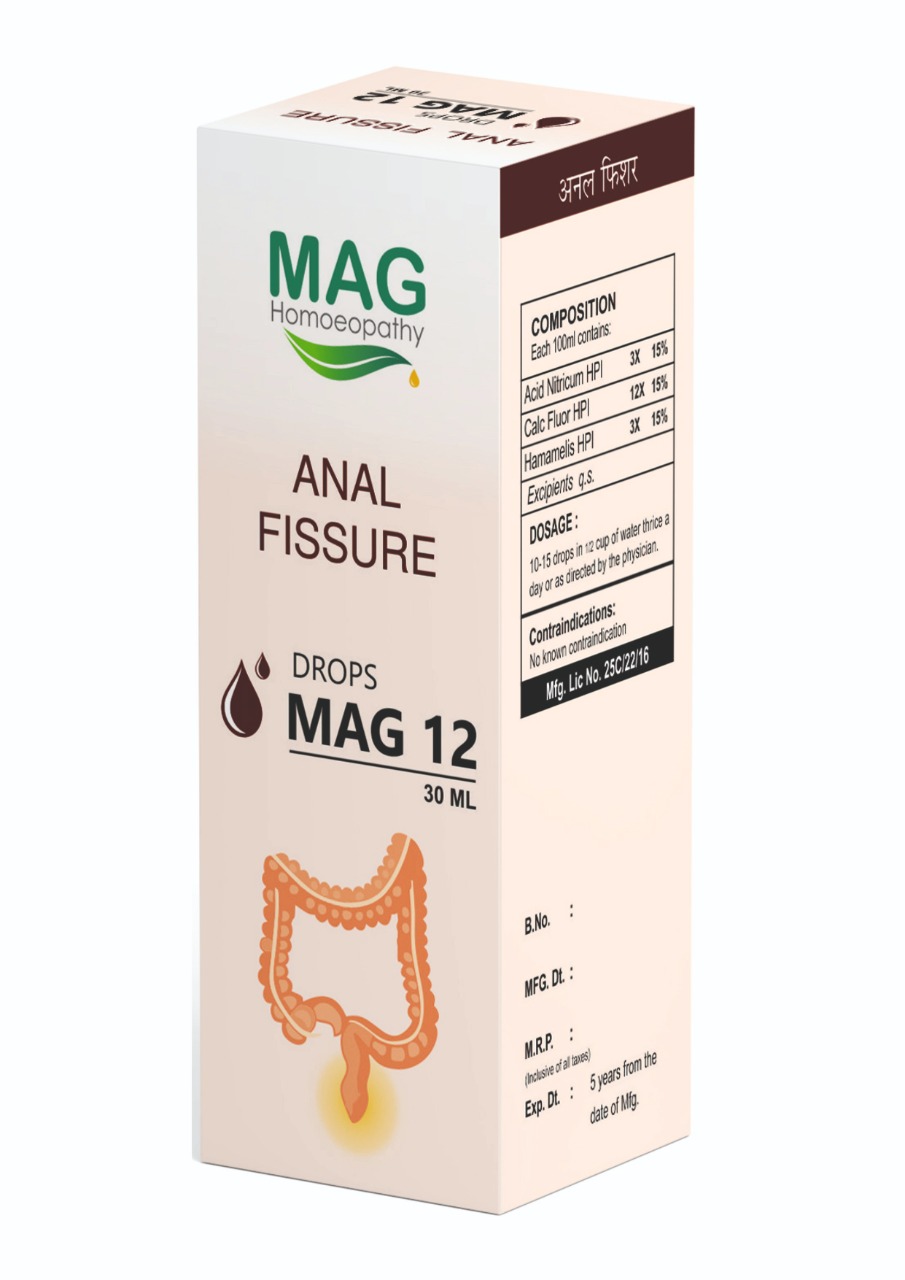 ANAL FISSURE
DROPS
MAG 12
30 ML
MAG
Homoeopathy
ANAL
FISSURE
DROPS
MAG 12
30 ML
अनल फिशर
COMPOSITION
Each 100ml contains:
Acid Nitricum HPI 3X 15%
Calc Fluor HPI 12X 15%
Hamamelis HPI 3X 15%
Excipients q.s.
DOSAGE :
10-15 drops in 1/2 cup of water thrice a
day or as directed by the physician.
Contraindications:
No known contraindication
Mfg. Lic No. 25C/22/16
B.No. :
MFG. Dt. :
M.R.P. :
(Inclusive of all taxes)
Exp. Dt. : 5 years from the
date of Mfg.